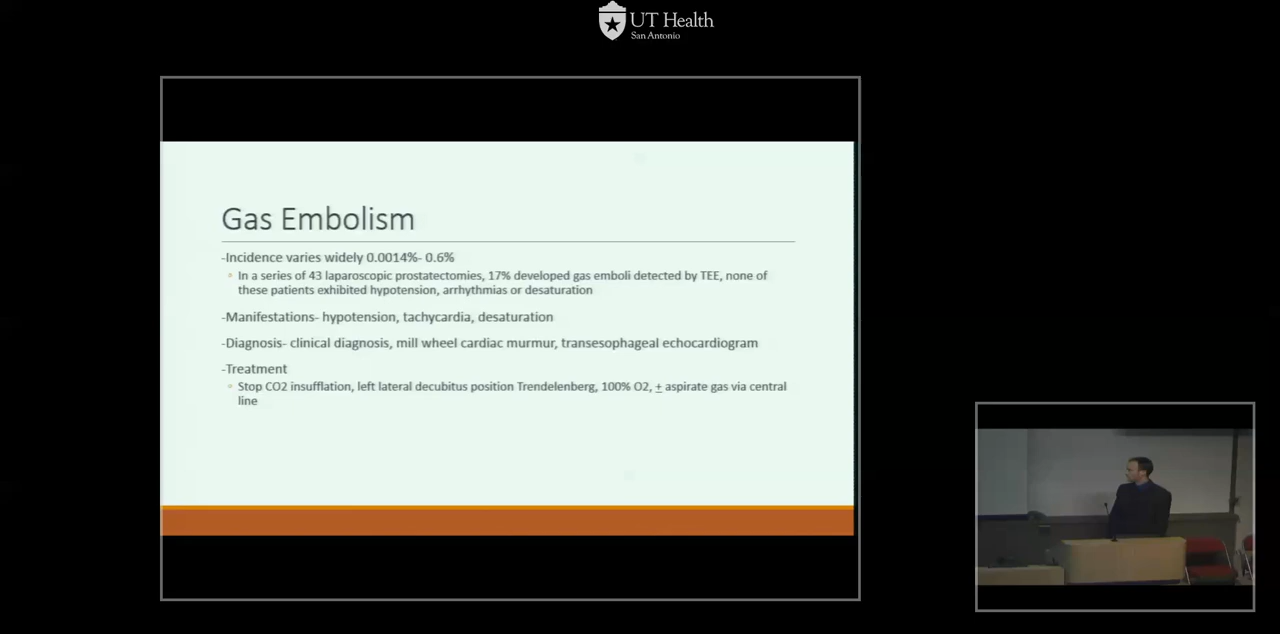 UT Health
San Antonio
Gas Embolism
-Incidence varies widely 0.0014%- 0.6%
In a series of 43 laparoscopic prostatectomies, 17% developed gas emboli detected by TEE, none of
these patients exhibited hypotension, arrhythmias or desaturation
-Manifestations- hypotension, tachycardia, desaturation
-Diagnosis- clinical diagnosis, mill wheel cardiac murmur, transesophageal echocardiogram
-Treatment
Stop CO2 insufflation, left lateral decubitus position Trendelenberg, 100% O2, + aspirate gas via central
line